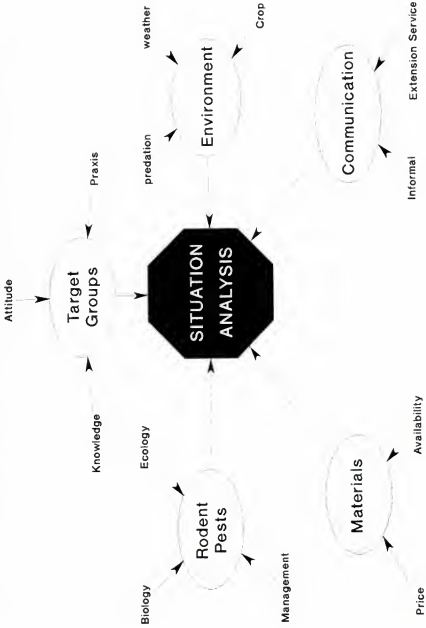 Attitude
Knowledge
Praxis
Target
Groups
Biology
Ecology
Management
Rodent
Pests
SITUATION
ANALYSIS
predation
weather
Crop
Environment
Price
Availability
Materials
Informal
Extension Service
Communication